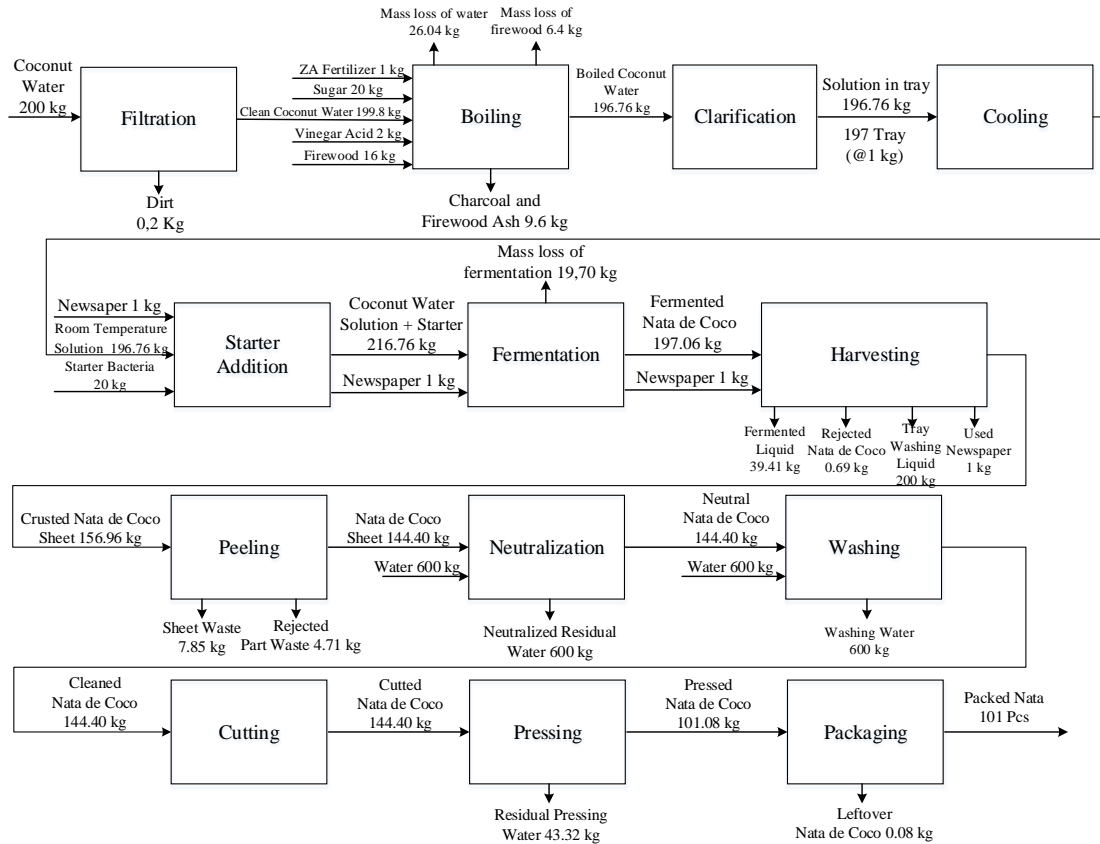 Mass loss of water
26.04 kg
Mass loss of
firewood 6.4 kg
Coconut
Water
200 kg
Filtration
Dirt
0,2 Kg
ZA Fertilizer 1 kg
Sugar 20 kg
Clean Coconut Water 199.8 kg
Vinegar Acid 2 kg
Firewood 16 kg
Boiling
Charcoal and
Firewood Ash 9.6 kg
Boiled Coconut
Water
196.76 kg
Clarification
Solution in tray
196.76 kg
197 Tray
(@1 kg)
Cooling
Newsaper 1 kg
Room Temperature
Solution 196.76 kg
Starter Bacteria
20 kg
Starter
Addition
Coconut Water
Solution + Starter
216.76 kg
Newspaper 1 kg
Mass loss of
fermentation 19,70 kg
Fermentation
Fermented
Nata de Coco
197.06 kg
Newspaper 1 kg
Harvesting
Fermented
Liquid
39.41 kg
Rejected
Nata de Coco
0.69 kg
Tray
Washing
Liquid
200 kg
Used
Newspaper
1 kg
Crusted Nata de Coco
Sheet 156.96 kg
Peeling
Sheet Waste
7.85 kg
Rejected
Part Waste 4.71 kg
Nata de Coco
Sheet 144.40 kg
Water 600 kg
Neutralization
Neutralized Residual
Water 600 kg
Neutral
Nata de Coco
144.40 kg
Water 600 kg
Washing
Washing Water
600 kg
Cleaned
Nata de Coco
144.40 kg
Cutting
Cutted
Nata de Coco
144.40 kg
Pressing
Residual Pressing
Water 43.32 kg
Pressed
Nata de Coco
101.08 kg
Packaging
Leftover
Nata de Coco 0.08 kg
Packed Nata
101 Pcs